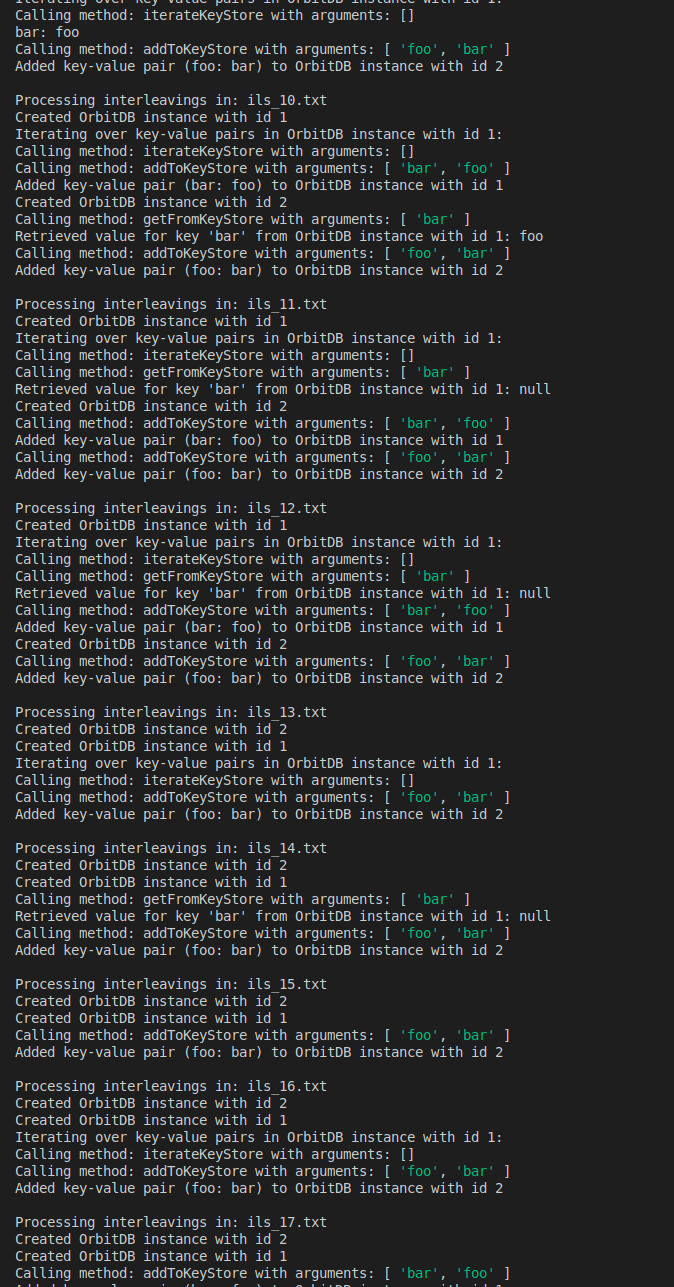 Iterating over key-value pairs in OrbitDB instance with id 1:
Calling method: iterateKeyStore with arguments: []
bar: foo
Calling method: addToKeyStore with arguments: [ 'foo', 'bar' ]
Added key-value pair (foo: bar) to OrbitDB instance with id 2

Processing interleavings in: ils_10.txt
Created OrbitDB instance with id 1
Iterating over key-value pairs in OrbitDB instance with id 1:
Calling method: iterateKeyStore with arguments: []
Calling method: addToKeyStore with arguments: [ 'bar', 'foo' ]
Added key-value pair (bar: foo) to OrbitDB instance with id 1
Created OrbitDB instance with id 2
Calling method: getFromKeyStore with arguments: [ 'bar' ]
Retrieved value for key 'bar' from OrbitDB instance with id 1: foo
Calling method: addToKeyStore with arguments: [ 'foo', 'bar' ]
Added key-value pair (foo: bar) to OrbitDB instance with id 2

Processing interleavings in: ils_11.txt
Created OrbitDB instance with id 1
Iterating over key-value pairs in OrbitDB instance with id 1:
Calling method: iterateKeyStore with arguments: []
Calling method: getFromKeyStore with arguments: [ 'bar' ]
Retrieved value for key 'bar' from OrbitDB instance with id 1: null
Created OrbitDB instance with id 2
Calling method: addToKeyStore with arguments: [ 'bar', 'foo' ]
Added key-value pair (bar: foo) to OrbitDB instance with id 1
Calling method: addToKeyStore with arguments: [ 'foo', 'bar' ]
Added key-value pair (foo: bar) to OrbitDB instance with id 2

Processing interleavings in: ils_12.txt
Created OrbitDB instance with id 1
Iterating over key-value pairs in OrbitDB instance with id 1:
Calling method: iterateKeyStore with arguments: []
Calling method: getFromKeyStore with arguments: [ 'bar' ]
Retrieved value for key 'bar' from OrbitDB instance with id 1: null
Calling method: addToKeyStore with arguments: [ 'bar', 'foo' ]
Added key-value pair (bar: foo) to OrbitDB instance with id 1
Created OrbitDB instance with id 2
Calling method: addToKeyStore with arguments: [ 'foo', 'bar' ]
Added key-value pair (foo: bar) to OrbitDB instance with id 2

Processing interleavings in: ils_13.txt
Created OrbitDB instance with id 2
Created OrbitDB instance with id 1
Iterating over key-value pairs in OrbitDB instance with id 1:
Calling method: iterateKeyStore with arguments: []
Calling method: addToKeyStore with arguments: [ 'foo', 'bar' ]
Added key-value pair (foo: bar) to OrbitDB instance with id 2

Processing interleavings in: ils_14.txt
Created OrbitDB instance with id 2
Created OrbitDB instance with id 1
Calling method: getFromKeyStore with arguments: [ 'bar' ]
Retrieved value for key 'bar' from OrbitDB instance with id 1: null
Calling method: addToKeyStore with arguments: [ 'foo', 'bar' ]
Added key-value pair (foo: bar) to OrbitDB instance with id 2

Processing interleavings in: ils_15.txt
Created OrbitDB instance with id 2
Created OrbitDB instance with id 1
Calling method: addToKeyStore with arguments: [ 'foo', 'bar' ]
Added key-value pair (foo: bar) to OrbitDB instance with id 2

Processing interleavings in: ils_16.txt
Created OrbitDB instance with id 2
Created OrbitDB instance with id 1
Iterating over key-value pairs in OrbitDB instance with id 1:
Calling method: iterateKeyStore with arguments: []
Calling method: addToKeyStore with arguments: [ 'foo', 'bar' ]
Added key-value pair (foo: bar) to OrbitDB instance with id 2

Processing interleavings in: ils_17.txt
Created OrbitDB instance with id 2
Created OrbitDB instance with id 1
Calling method: addToKeyStore with arguments: [ 'bar', 'foo' ]